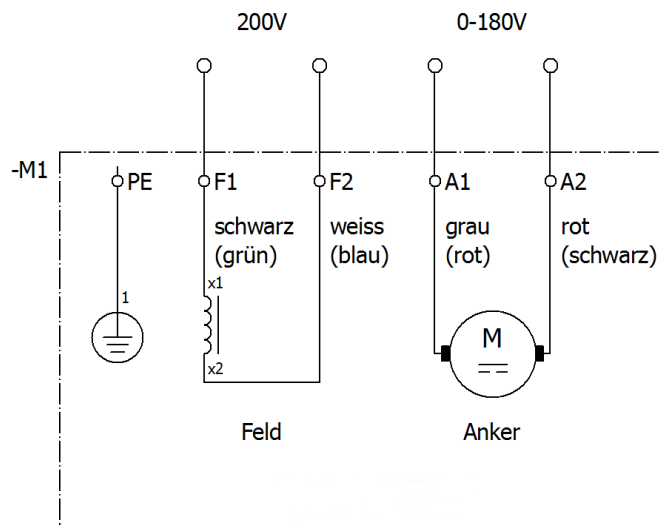 200V 0-180V
-M1
PE F1 F2 A1 A2
schwarz weiss grau rot
(grün) (blau) (rot) (schwarz)
x1
1
M
x2
Feld Anker